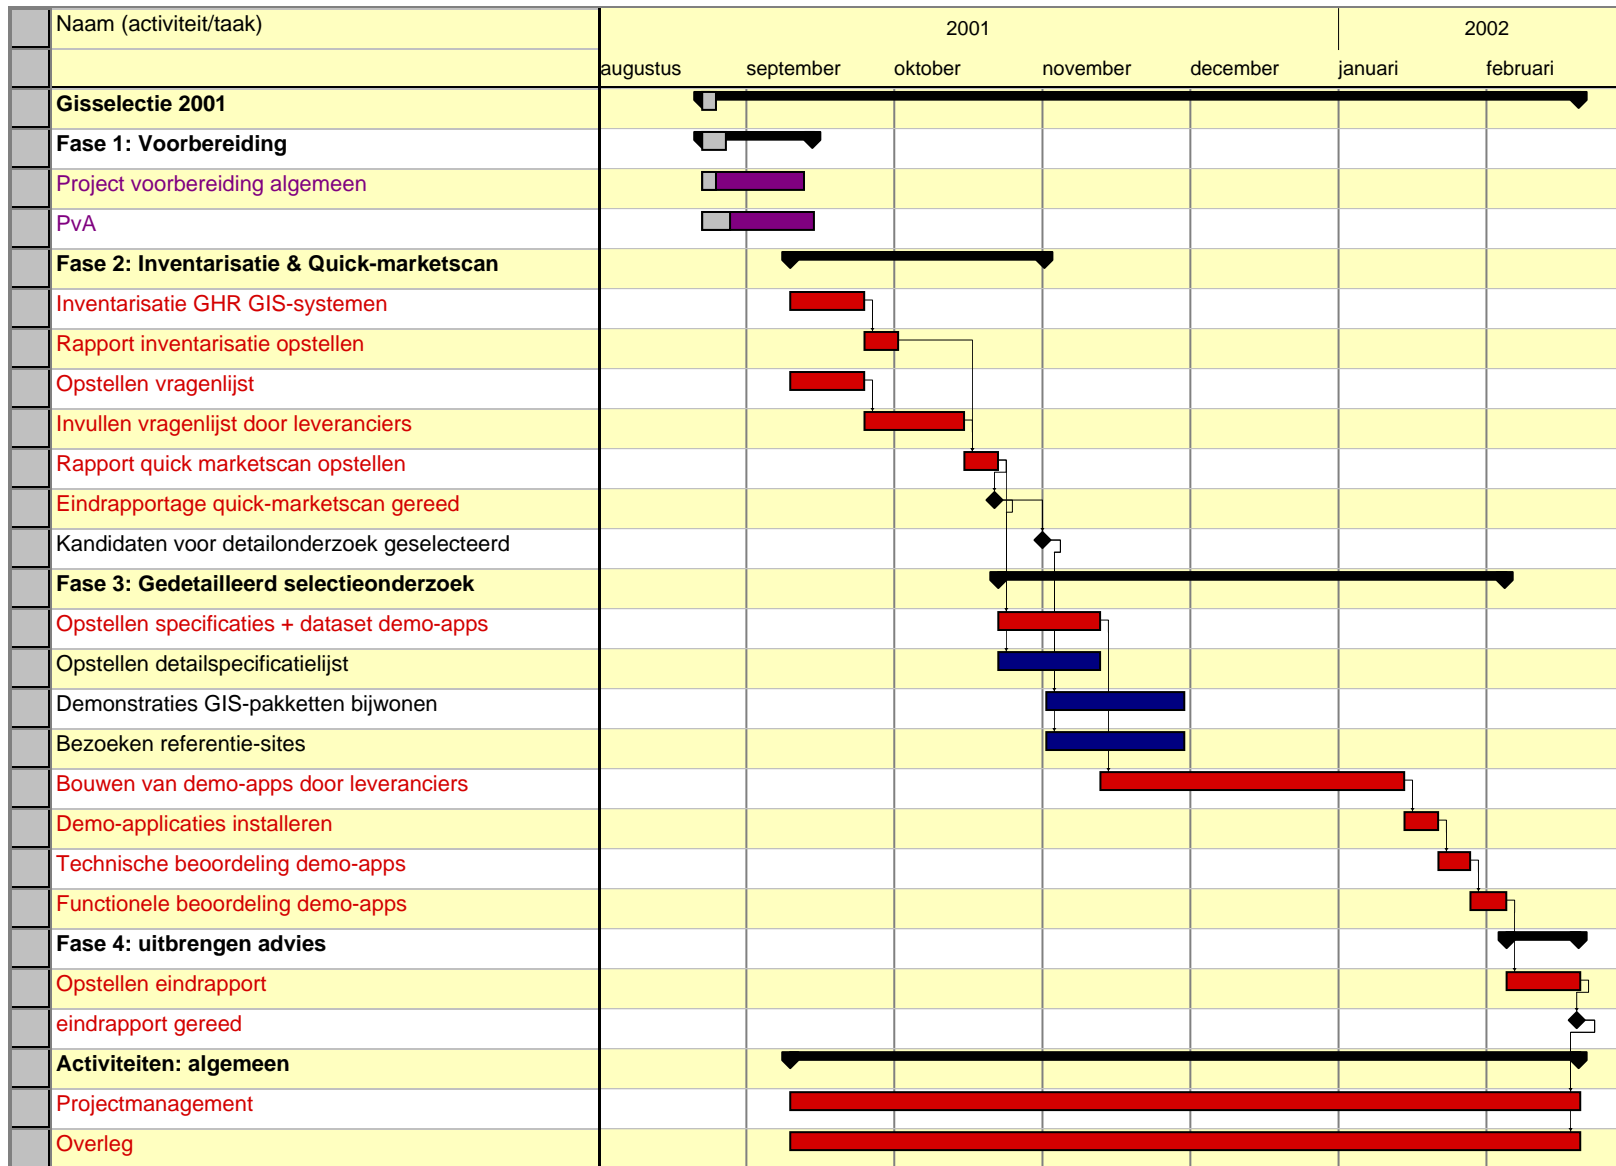 Naam (activiteit/taak)
2001
2002
augustus september oktober november december januari februari
Gisselectie 2001
Fase 1: Voorbereiding
Project voorbereiding algemeen
PvA
Fase 2: Inventarisatie & Quick-marketscan
Inventarisatie GHR GIS-systemen
Rapport inventarisatie opstellen
Opstellen vragenlijst
Invullen vragenlijst door leveranciers
Rapport quick marketscan opstellen
Eindrapportage quick-marketscan gereed
Kandidaten voor detailonderzoek geselecteerd
Fase 3: Gedetailleerd selectieonderzoek
Opstellen specificaties + dataset demo-apps
Opstellen detailspecificatielijst
Demonstraties GIS-pakketten bijwonen
Bezoeken referentie-sites
Bouwen van demo-apps door leveranciers
Demo-applicaties installeren
Technische beoordeling demo-apps
Functionele beoordeling demo-apps
Fase 4: uitbrengen advies
Opstellen eindrapport
eindrapport gereed
Activiteiten: algemeen
Projectmanagement
Overleg